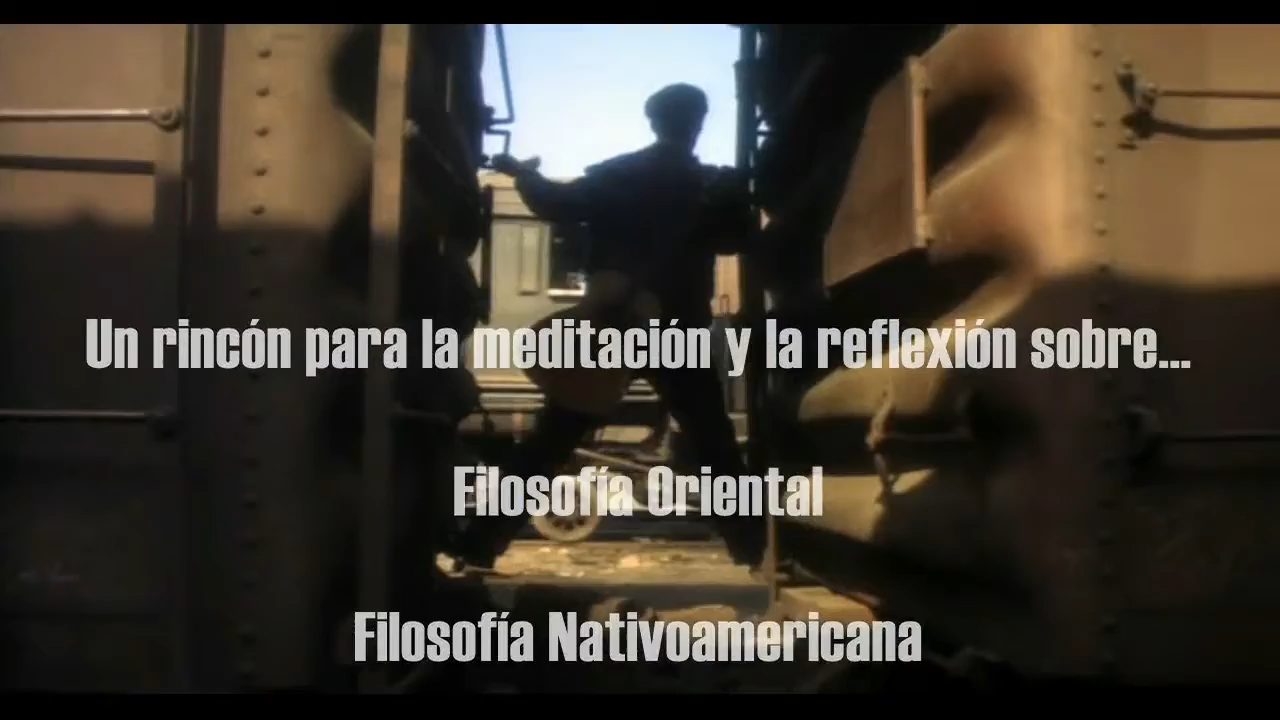 Un rincón para la meditación y la reflexión sobre...
Filosofía Oriental
Filosofía Nativoamericana